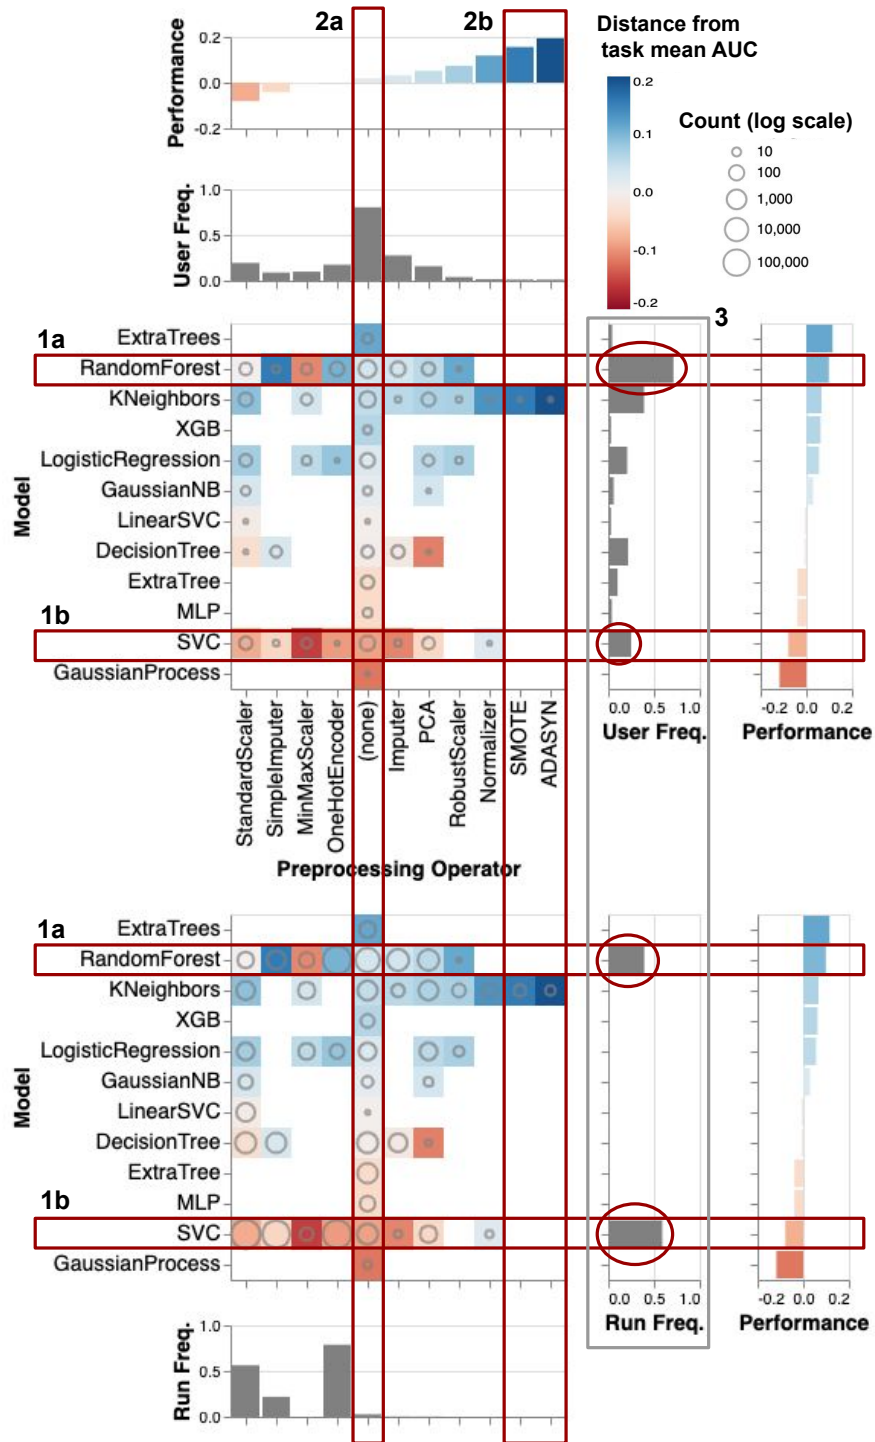 2a
2b
Distance from
task mean AUC
0.2
0.1
0.0
-0.1
-0.2
Count (log scale)
10
100
1,000
10,000
100,000
Performance
0.2
0.0
-0.2
User Freq.
1.0
0.5
0.0
1a
1b
3
Model
ExtraTrees
RandomForest
KNeighbors
XGB
LogisticRegression
GaussianNB
LinearSVC
DecisionTree
ExtraTree
MLP
SVC
GaussianProcess
StandardScaler
SimpleImputer
MinMaxScaler
OneHotEncoder
(none)
Imputer
PCA
RobustScaler
Normalizer
SMOTE
ADASYN
Preprocessing Operator
0.0 0.5 1.0
User Freq.
-0.2 0.0 0.2
Performance
1a
1b
Model
ExtraTrees
RandomForest
KNeighbors
XGB
LogisticRegression
GaussianNB
LinearSVC
DecisionTree
ExtraTree
MLP
SVC
GaussianProcess
0.0 0.5 1.0
Run Freq.
-0.2 0.0 0.2
Performance
Run Freq.
1.0
0.5
0.0